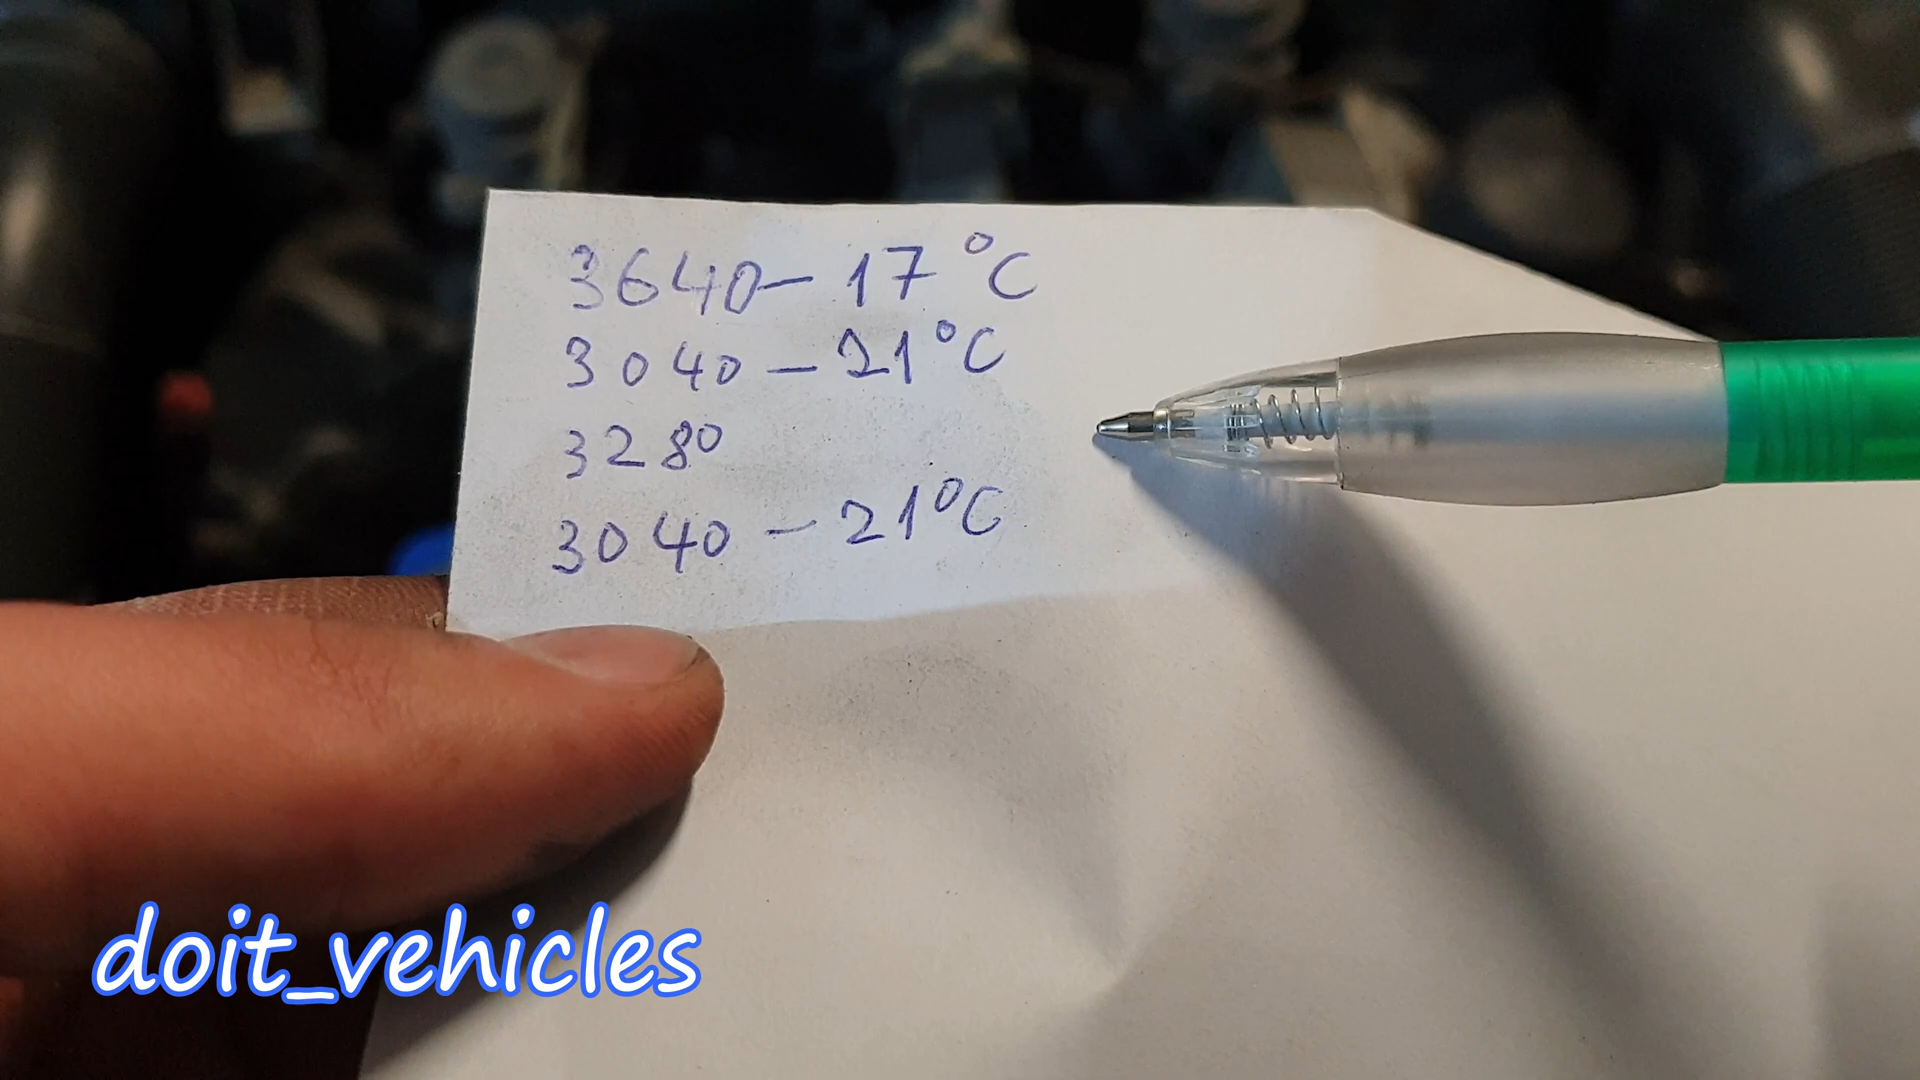 3640 – 17 °C
3040 – 21 °C
3280
3040 – 21 °C
doit_vehicles